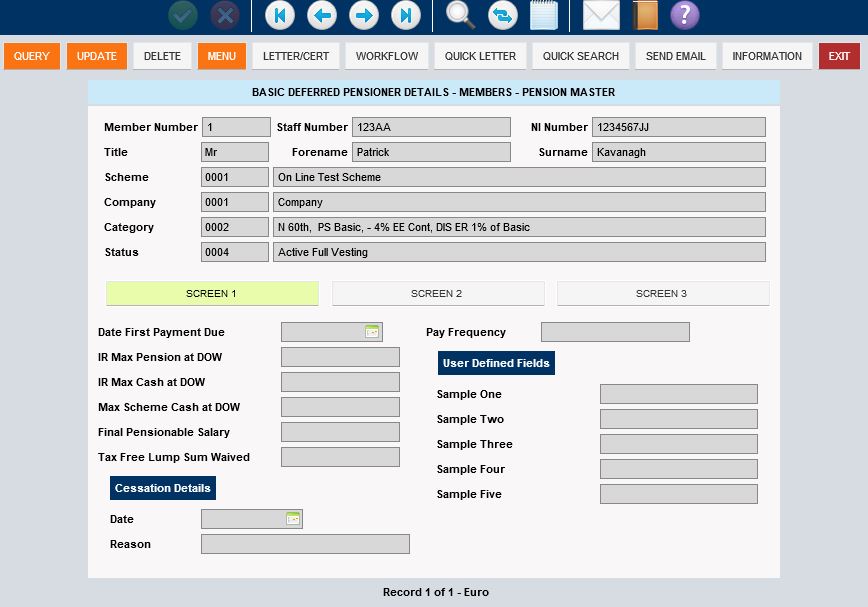 ?
QUERY UPDATE DELETE MENU LETTER/CERT WORKFLOW QUICK LETTER QUICK SEARCH SEND EMAIL INFORMATION EXIT
BASIC DEFERRED PENSIONER DETAILS - MEMBERS - PENSION MASTER
Member Number 1 Staff Number 123AA NI Number 1234567JJ
Title Mr Forename Patrick Surname Kavanagh
Scheme 0001 On Line Test Scheme
Company 0001 Company
Category 0002 N 60th, PS Basic, - 4% EE Cont, DIS ER 1% of Basic
Status 0004 Active Full Vesting
SCREEN 1 SCREEN 2 SCREEN 3
Date First Payment Due Pay Frequency
IR Max Pension at DOW User Defined Fields
IR Max Cash at DOW Sample One
Max Scheme Cash at DOW Sample Two
Final Pensionable Salary Sample Three
Tax Free Lump Sum Waived Sample Four
Cessation Details Sample Five
Date
Reason
Record 1 of 1 - Euro